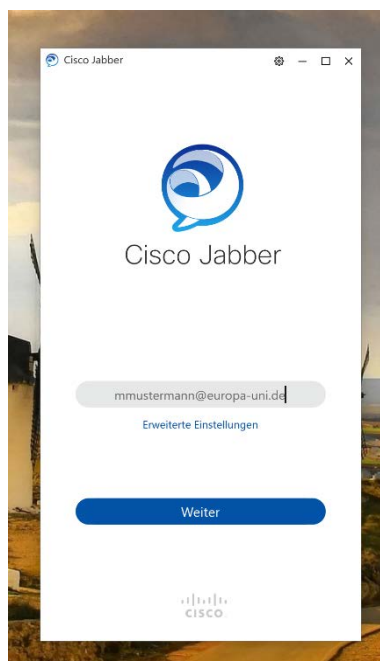 Cisco Jabber
Cisco Jabber
mmustermann@europa-uni.de
Erweiterte Einstellungen
Weiter
CISCO